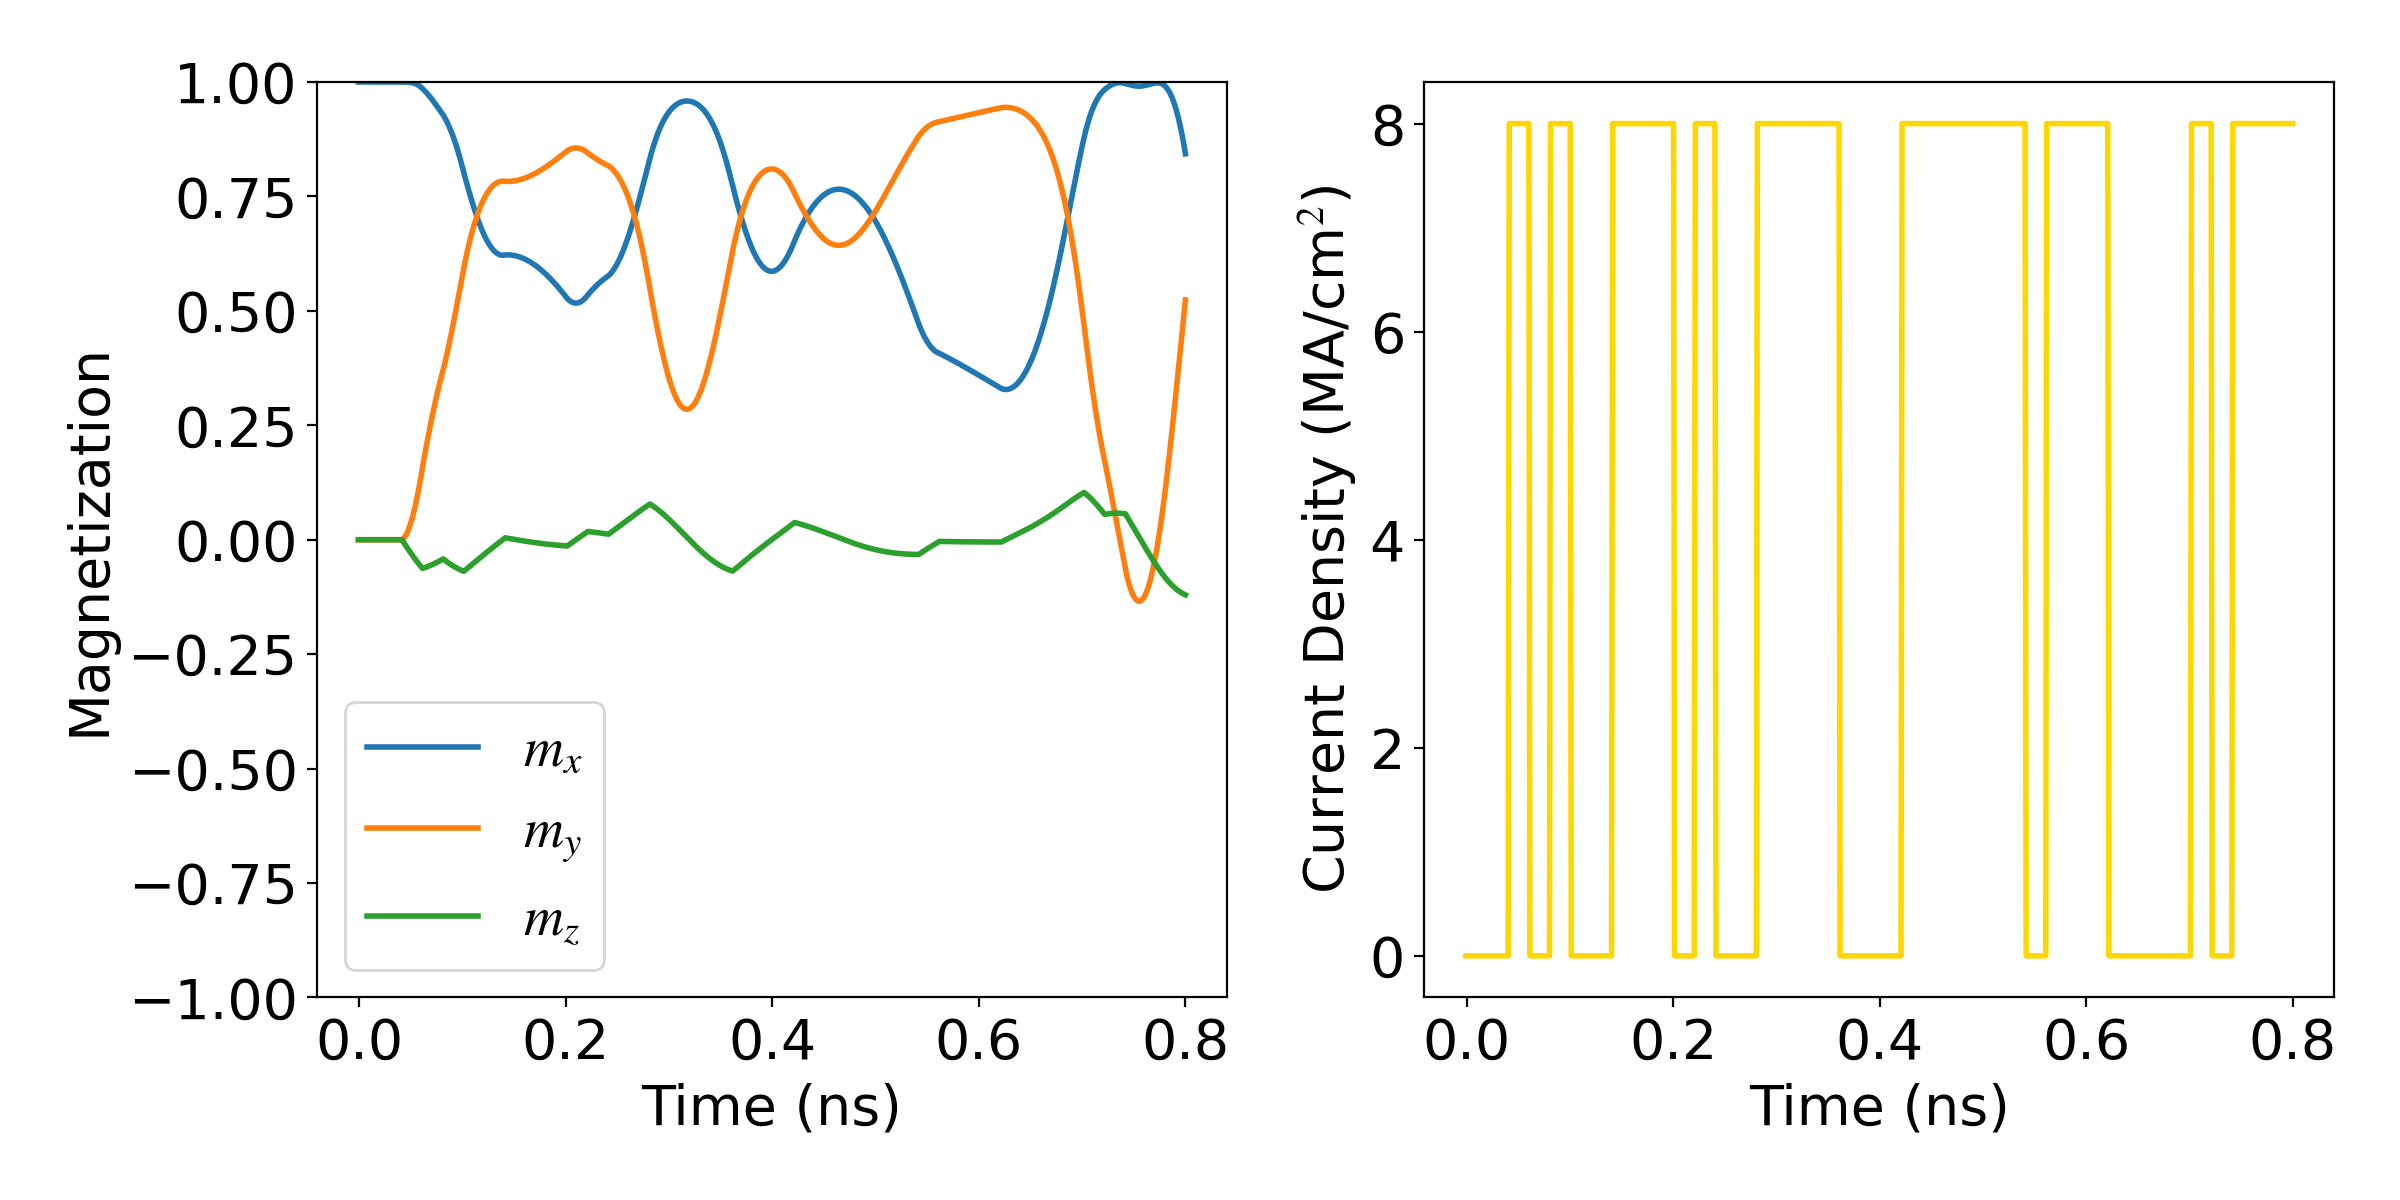 Magnetization
1.00
0.75
0.50
0.25
0.00
−0.25
−0.50
−0.75
−1.00
m_x
m_y
m_z
0.0 0.2 0.4 0.6 0.8
Time (ns)
Current Density (MA/cm²)
8
6
4
2
0
0.0 0.2 0.4 0.6 0.8
Time (ns)